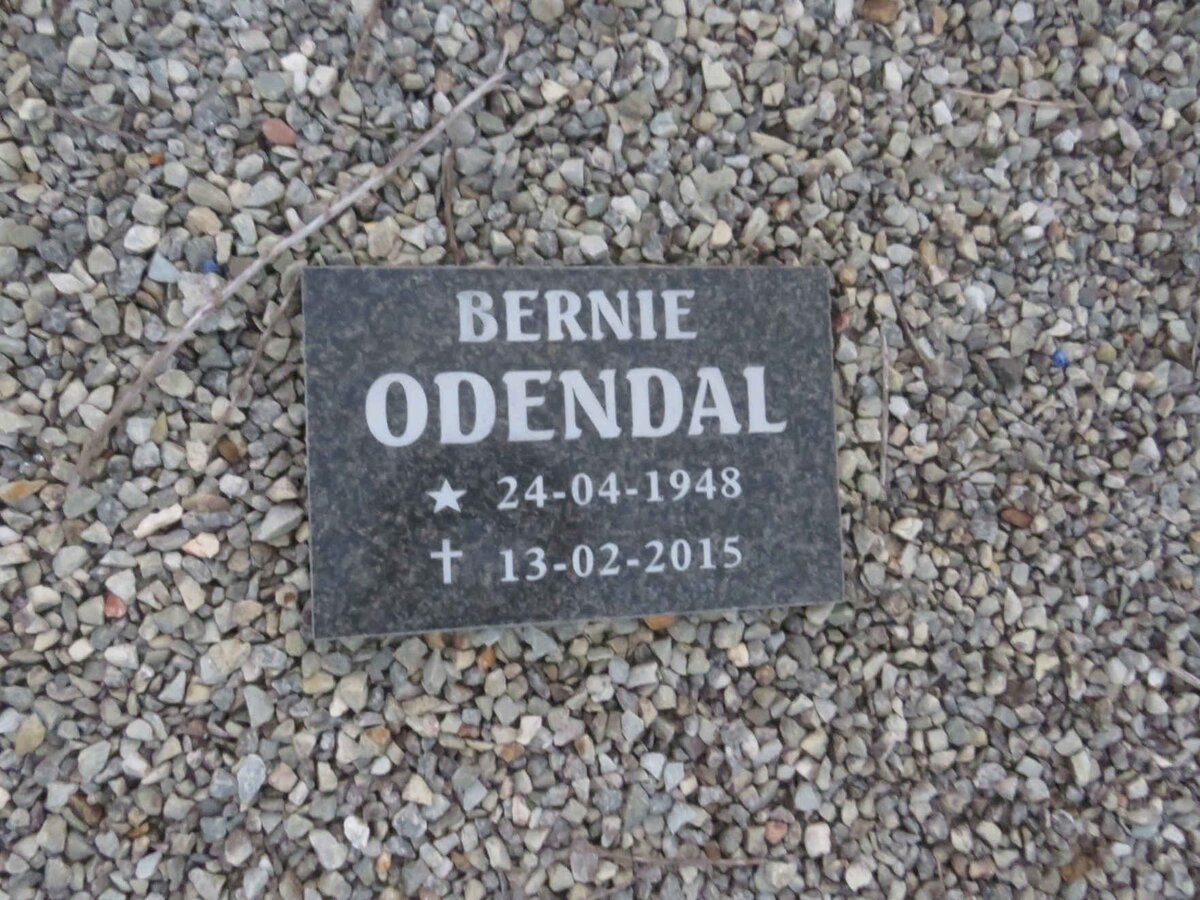 BERNIE
ODENDAL
★ 24-04-1948
✝ 13-02-2015